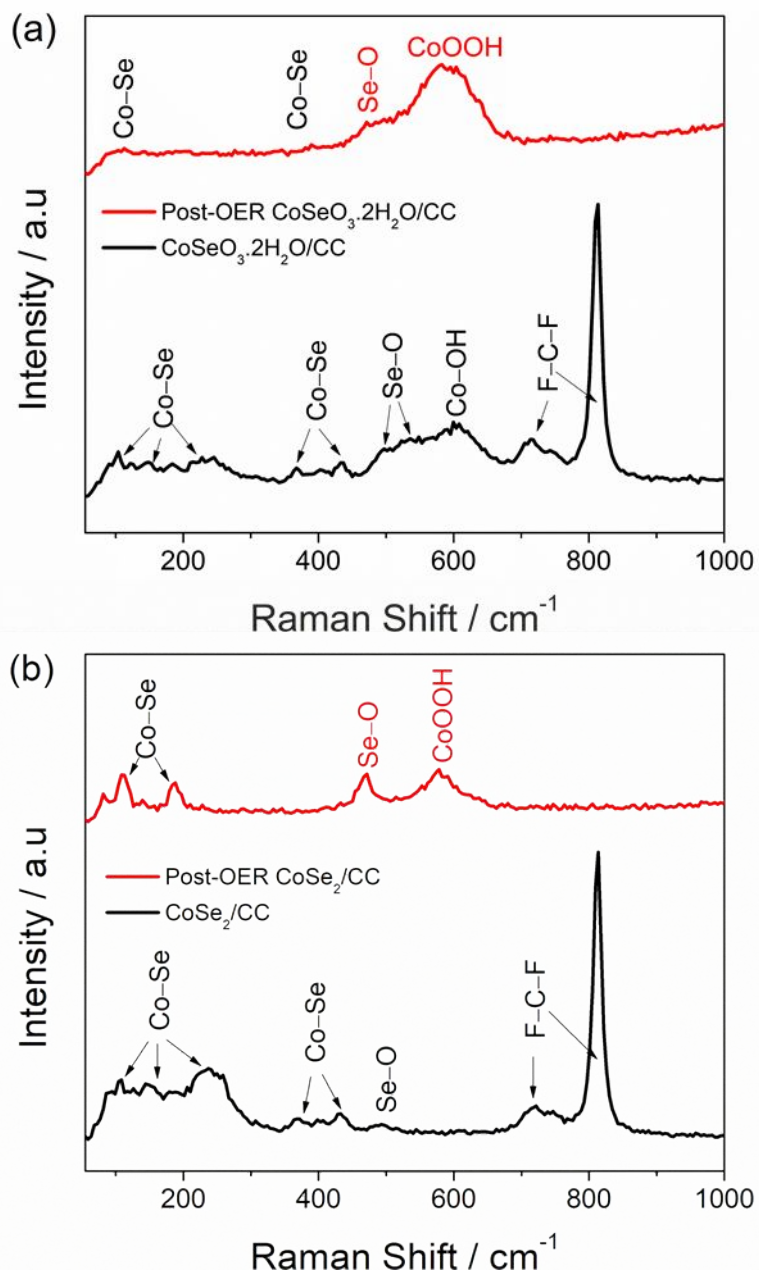 (a)
Co–Se
Co–Se
Se–O
CoOOH
Post-OER CoSeO₃.2H₂O/CC
CoSeO₃.2H₂O/CC
Co–Se
Co–Se
Se–O
Co–OH
F–C–F
Intensity / a.u
200 400 600 800 1000
Raman Shift / cm⁻¹
(b)
Co–Se
Se–O
CoOOH
Post-OER CoSe₂/CC
CoSe₂/CC
Co–Se
Co–Se
Se–O
F–C–F
Intensity / a.u
200 400 600 800 1000
Raman Shift / cm⁻¹